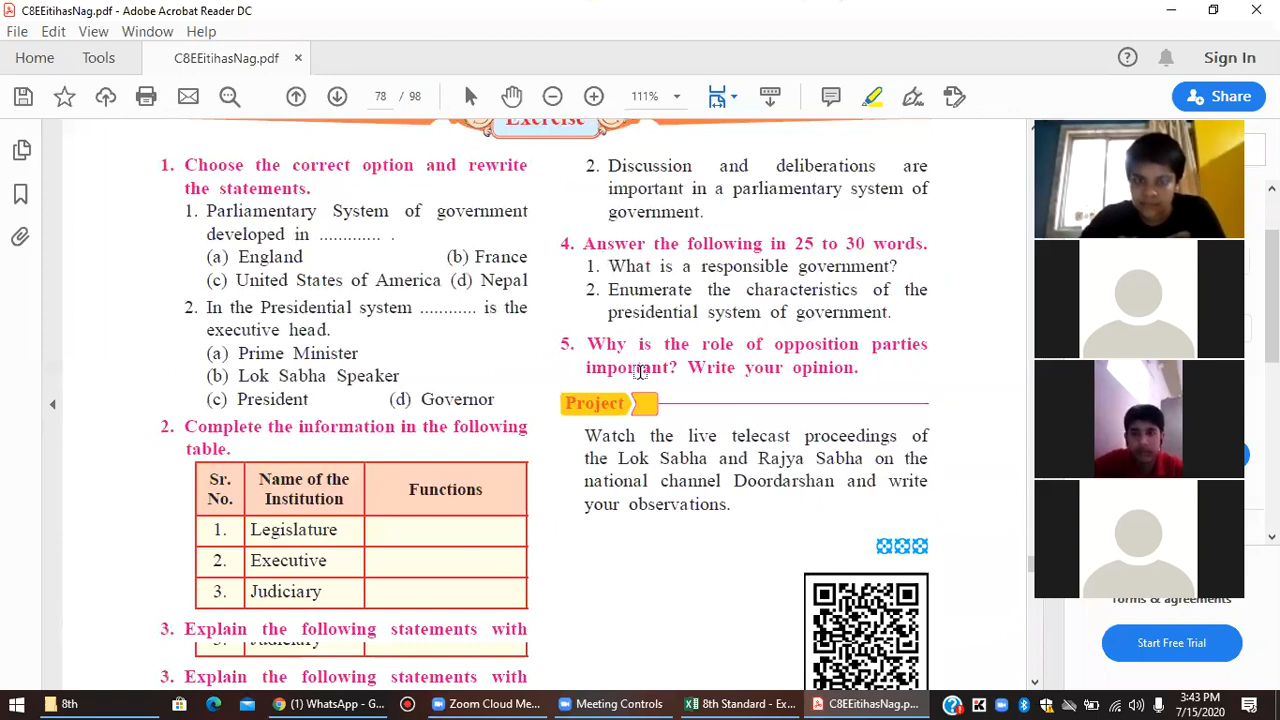 C8EEitihasNag.pdf - Adobe Acrobat Reader DC
File Edit View Window Help
Home Tools C8EEitihasNag.pdf × Sign In
78 / 98 111% Share
Exercise
1. Choose the correct option and rewrite
the statements.
1. Parliamentary System of government
developed in ............. .
(a) England (b) France
(c) United States of America (d) Nepal
2. In the Presidential system ............ is the
executive head.
(a) Prime Minister
(b) Lok Sabha Speaker
(c) President (d) Governor
2. Complete the information in the following
table.
Sr. No. Name of the Institution Functions
1. Legislature
2. Executive
3. Judiciary
3. Explain the following statements with
3. Judiciary
3. Explain the following statements with
2. Discussion and deliberations are
important in a parliamentary system of
government.
4. Answer the following in 25 to 30 words.
1. What is a responsible government?
2. Enumerate the characteristics of the
presidential system of government.
5. Why is the role of opposition parties
important? Write your opinion.
Project
Watch the live telecast proceedings of
the Lok Sabha and Rajya Sabha on the
national channel Doordarshan and write
your observations.
Terms & agreements
Start Free Trial
8th (1) WhatsApp - G... Zoom Cloud Me... Meeting Controls 8th Standard - Ex... C8EEitihasNag.p...
3:43 PM
7/15/2020